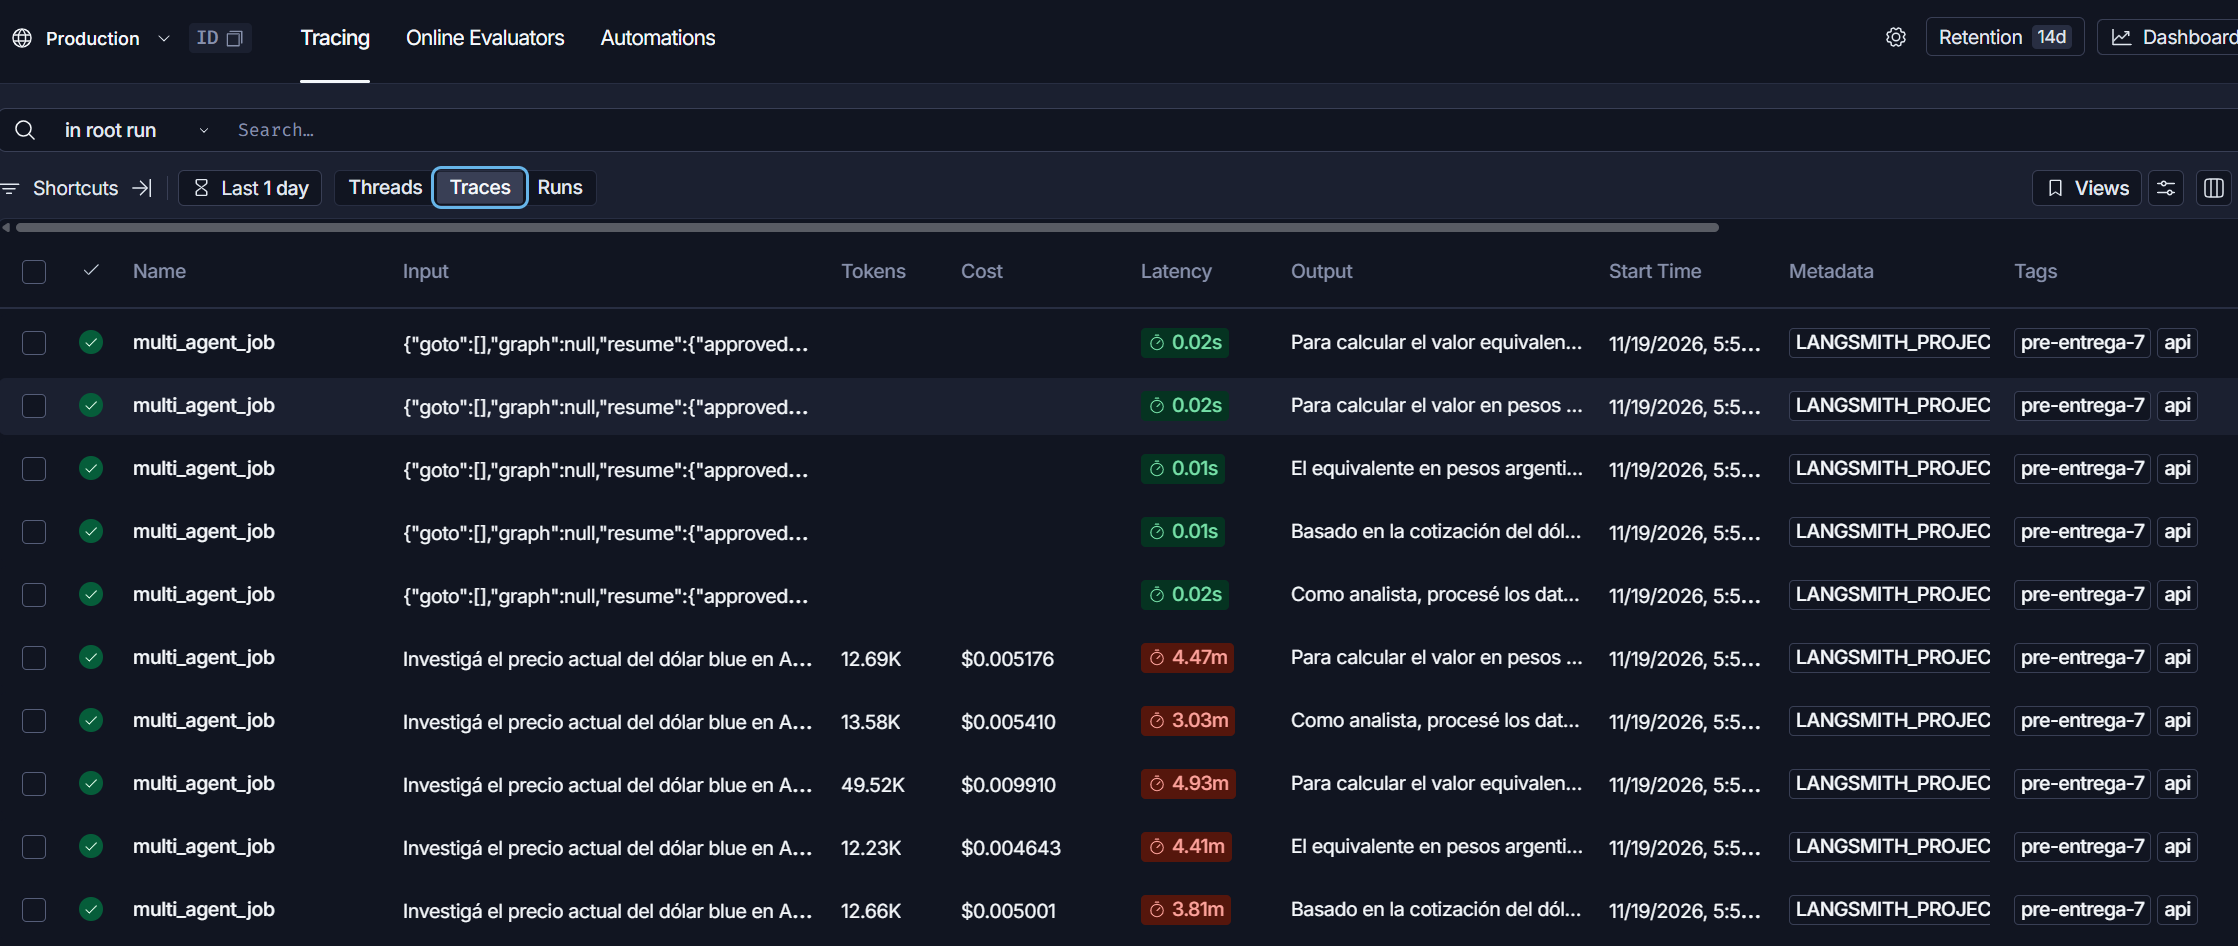 Production ID Tracing Online Evaluators Automations Retention 14d Dashboard
in root run Search...
Shortcuts Last 1 day Threads Traces Runs Views
Name Input Tokens Cost Latency Output Start Time Metadata Tags
multi_agent_job {"goto":[],"graph":null,"resume":{"approved... 0.02s Para calcular el valor equivalen... 11/19/2026, 5:5... LANGSMITH_PROJEC pre-entrega-7 api
multi_agent_job {"goto":[],"graph":null,"resume":{"approved... 0.02s Para calcular el valor en pesos ... 11/19/2026, 5:5... LANGSMITH_PROJEC pre-entrega-7 api
multi_agent_job {"goto":[],"graph":null,"resume":{"approved... 0.01s El equivalente en pesos argenti... 11/19/2026, 5:5... LANGSMITH_PROJEC pre-entrega-7 api
multi_agent_job {"goto":[],"graph":null,"resume":{"approved... 0.01s Basado en la cotización del dól... 11/19/2026, 5:5... LANGSMITH_PROJEC pre-entrega-7 api
multi_agent_job {"goto":[],"graph":null,"resume":{"approved... 0.02s Como analista, procesé los dat... 11/19/2026, 5:5... LANGSMITH_PROJEC pre-entrega-7 api
multi_agent_job Investigá el precio actual del dólar blue en A... 12.69K $0.005176 4.47m Para calcular el valor en pesos ... 11/19/2026, 5:5... LANGSMITH_PROJEC pre-entrega-7 api
multi_agent_job Investigá el precio actual del dólar blue en A... 13.58K $0.005410 3.03m Como analista, procesé los dat... 11/19/2026, 5:5... LANGSMITH_PROJEC pre-entrega-7 api
multi_agent_job Investigá el precio actual del dólar blue en A... 49.52K $0.009910 4.93m Para calcular el valor equivalen... 11/19/2026, 5:5... LANGSMITH_PROJEC pre-entrega-7 api
multi_agent_job Investigá el precio actual del dólar blue en A... 12.23K $0.004643 4.41m El equivalente en pesos argenti... 11/19/2026, 5:5... LANGSMITH_PROJEC pre-entrega-7 api
multi_agent_job Investigá el precio actual del dólar blue en A... 12.66K $0.005001 3.81m Basado en la cotización del dól... 11/19/2026, 5:5... LANGSMITH_PROJEC pre-entrega-7 api